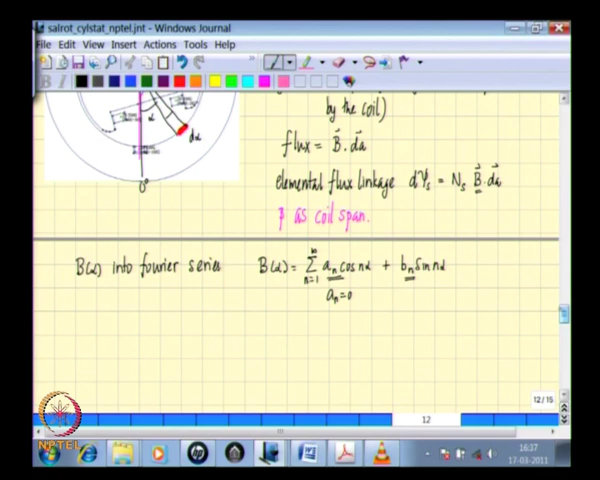 salrot_cylstat_nptel.jnt - Windows Journal
File Edit View Insert Actions Tools Help
by the coil)
flux = B⃗ . da⃗
dα
α
0°
elemental flux linkage dΨs = Ns B⃗ . da⃗
as coil span.
B(α) into fourier series B(α) = ∑ an cos nα + bn sin nα
n=1
∞
an=0
12 / 15
12
NPTEL
16:37
17-03-2011